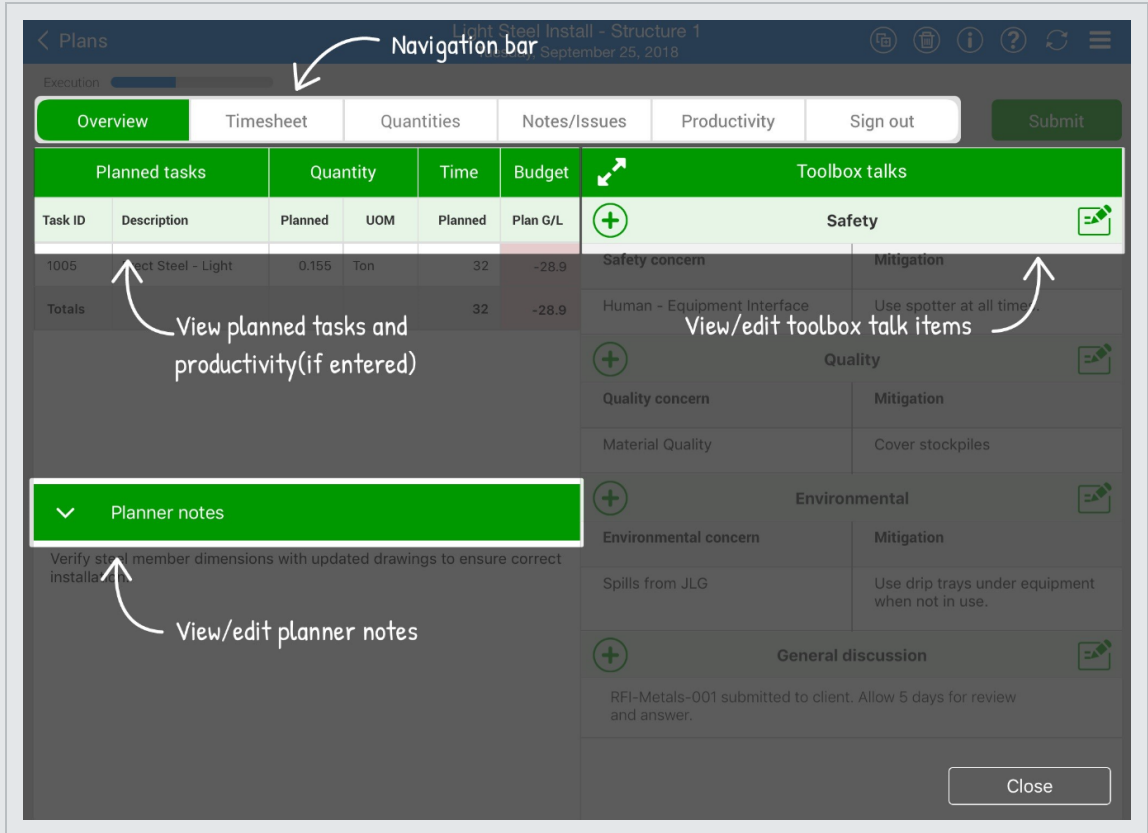 Plans
Light Steel Install - Structure 1
Tuesday, September 25, 2018
Navigation bar
Execution
Overview
Timesheet
Quantities
Notes/Issues
Productivity
Sign out
Submit
Planned tasks
Quantity
Time
Budget
Toolbox talks
Task ID
Description
Planned
UOM
Planned
Plan G/L
Safety
1005
Erect Steel - Light
0.155
Ton
32
-28.9
Safety concern
Mitigation
Totals
32
-28.9
Human - Equipment Interface
Use spotter at all times.
View planned tasks and
productivity(if entered)
View/edit toolbox talk items
Quality
Quality concern
Mitigation
Material Quality
Cover stockpiles
Planner notes
Environmental
Environmental concern
Mitigation
Verify steel member dimensions with updated drawings to ensure correct
installation.
Spills from JLG
Use drip trays under equipment
when not in use.
View/edit planner notes
General discussion
RFI-Metals-001 submitted to client. Allow 5 days for review
and answer.
Close